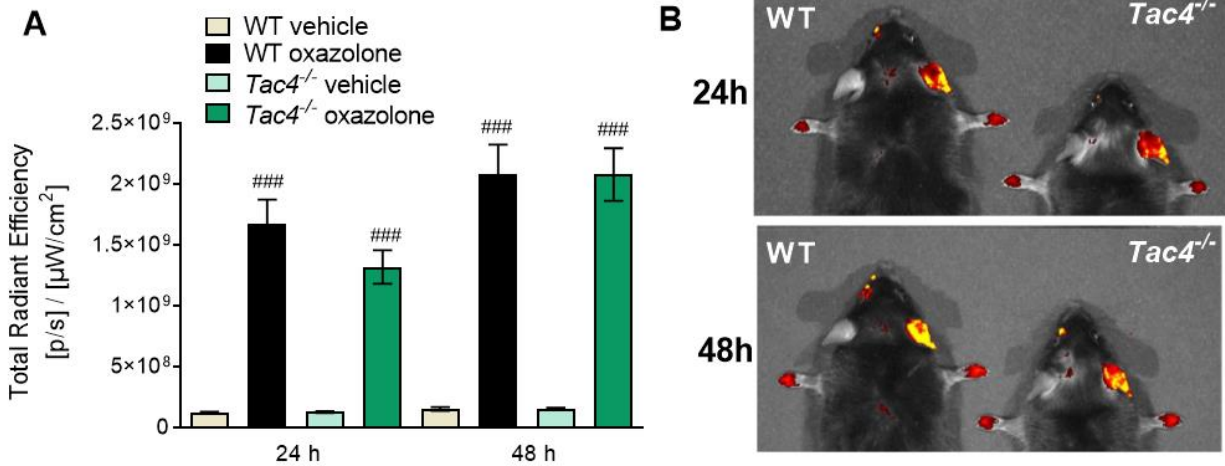 A
WT vehicle
WT oxazolone
Tac4-/- vehicle
Tac4-/- oxazolone
Total Radiant Efficiency
[p/s] / [µW/cm²]
2.5×10⁹
2×10⁹
1.5×10⁹
1×10⁹
5×10⁸
0
###
###
###
###
24 h
48 h
B
WT
Tac4-/-
24h
WT
Tac4-/-
48h